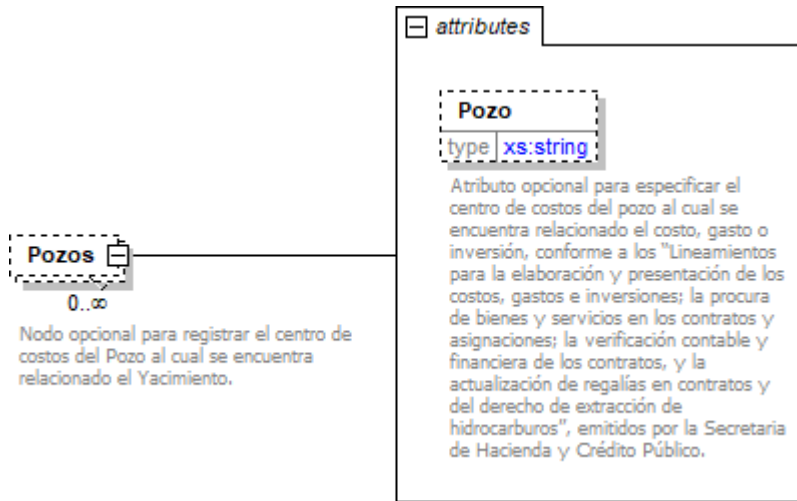 attributes
Pozo
type xs:string
Atributo opcional para especificar el
centro de costos del pozo al cual se
encuentra relacionado el costo, gasto o
inversión, conforme a los "Lineamientos
para la elaboración y presentación de los
costos, gastos e inversiones; la procura
de bienes y servicios en los contratos y
asignaciones; la verificación contable y
financiera de los contratos, y la
actualización de regalías en contratos y
del derecho de extracción de
hidrocarburos", emitidos por la Secretaria
de Hacienda y Crédito Público.
Pozos
0..∞
Nodo opcional para registrar el centro de
costos del Pozo al cual se encuentra
relacionado el Yacimiento.